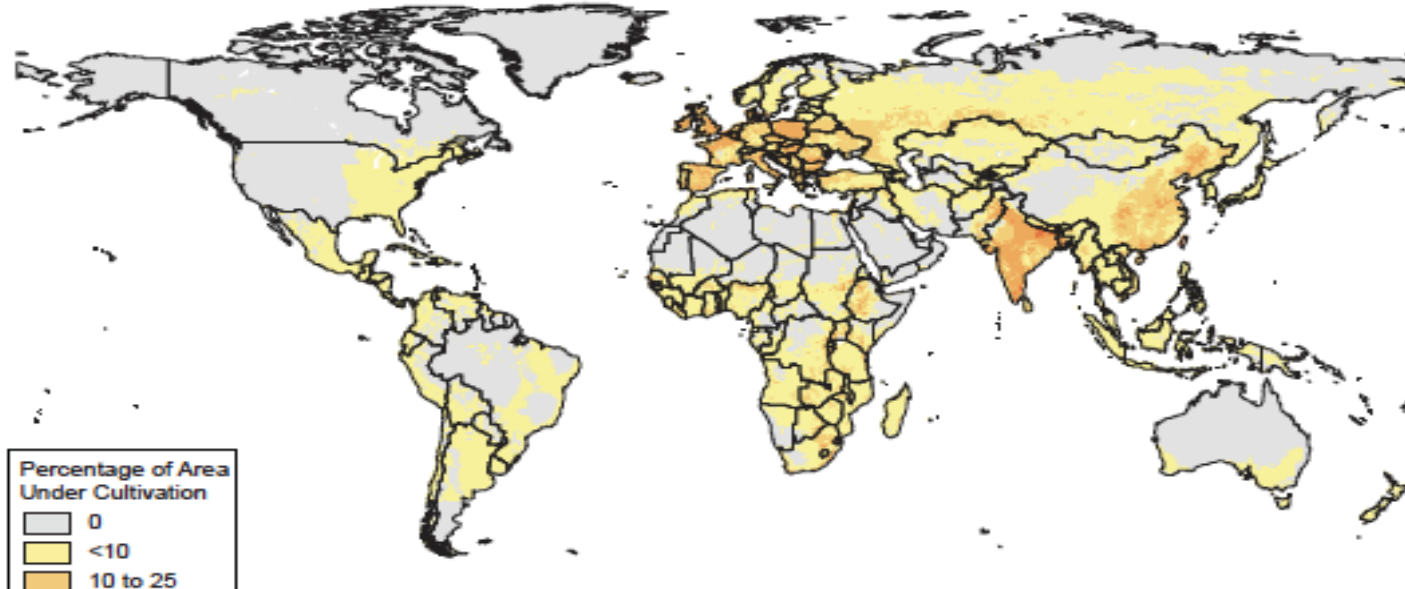 Percentage of Area
Under Cultivation
0
<10
10 to 25